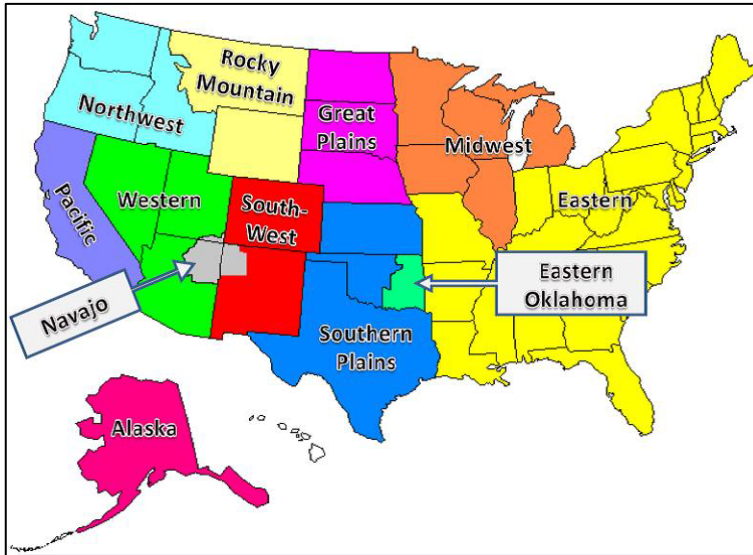 Rocky
Mountain
Northwest
Great
Plains
Midwest
Pacific
Western
South-
West
Eastern
Navajo
Eastern
Oklahoma
Southern
Plains
Alaska